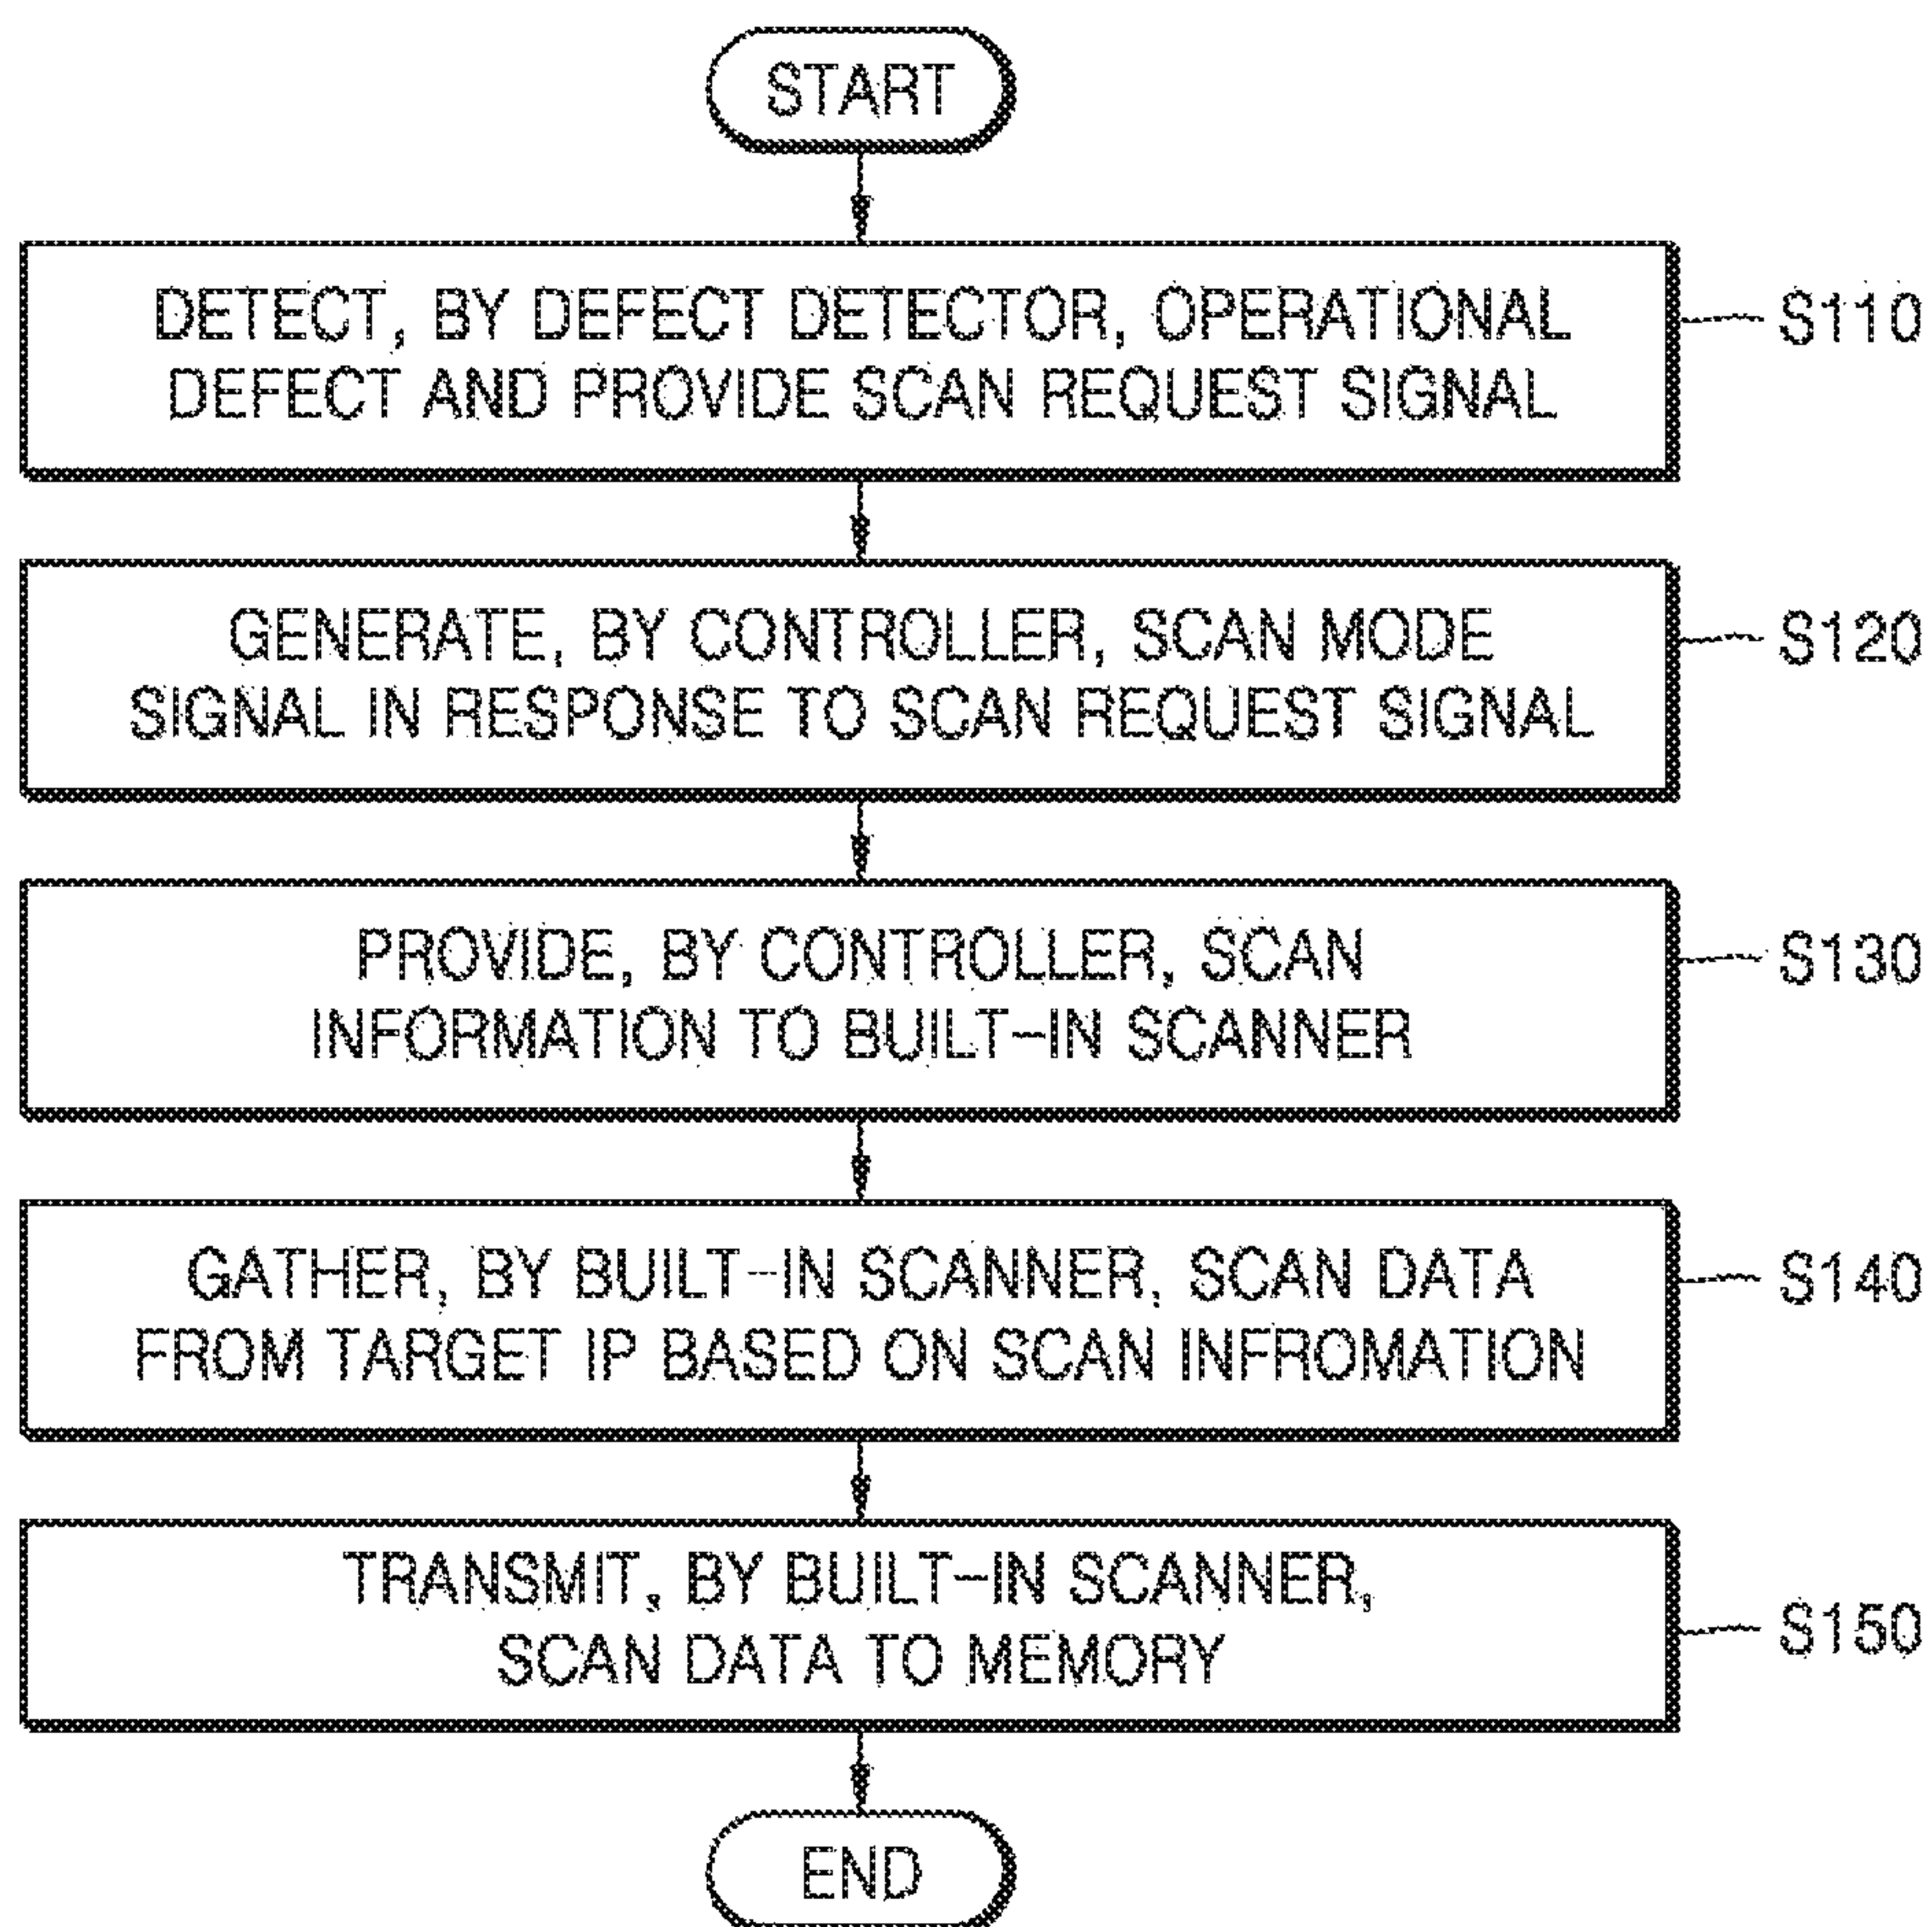 START
DETECT, BY DEFECT DETECTOR, OPERATIONAL
DEFECT AND PROVIDE SCAN REQUEST SIGNAL
S110
GENERATE, BY CONTROLLER, SCAN MODE
SIGNAL IN RESPONSE TO SCAN REQUEST SIGNAL
S120
PROVIDE, BY CONTROLLER, SCAN
INFORMATION TO BUILT-IN SCANNER
S130
GATHER, BY BUILT-IN SCANNER, SCAN DATA
FROM TARGET IP BASED ON SCAN INFROMATION
S140
TRANSMIT, BY BUILT-IN SCANNER,
SCAN DATA TO MEMORY
S150
END